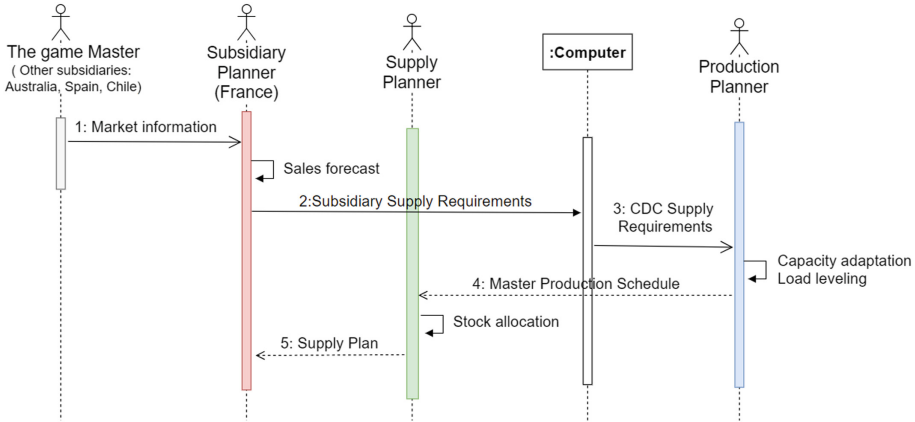 The game Master
( Other subsidiaries:
Australia, Spain, Chile)
Subsidiary
Planner
(France)
Supply
Planner
:Computer
Production
Planner
1: Market information
Sales forecast
2:Subsidiary Supply Requirements
3: CDC Supply
Requirements
Capacity adaptation
Load leveling
4: Master Production Schedule
Stock allocation
5: Supply Plan